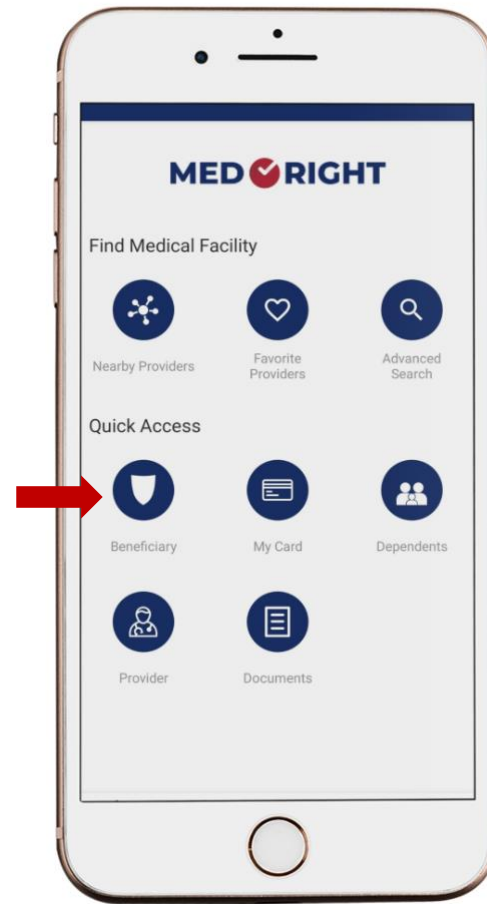 MED RIGHT
Find Medical Facility
Nearby Providers
Favorite
Providers
Advanced
Search
Quick Access
Beneficiary
My Card
Dependents
Provider
Documents